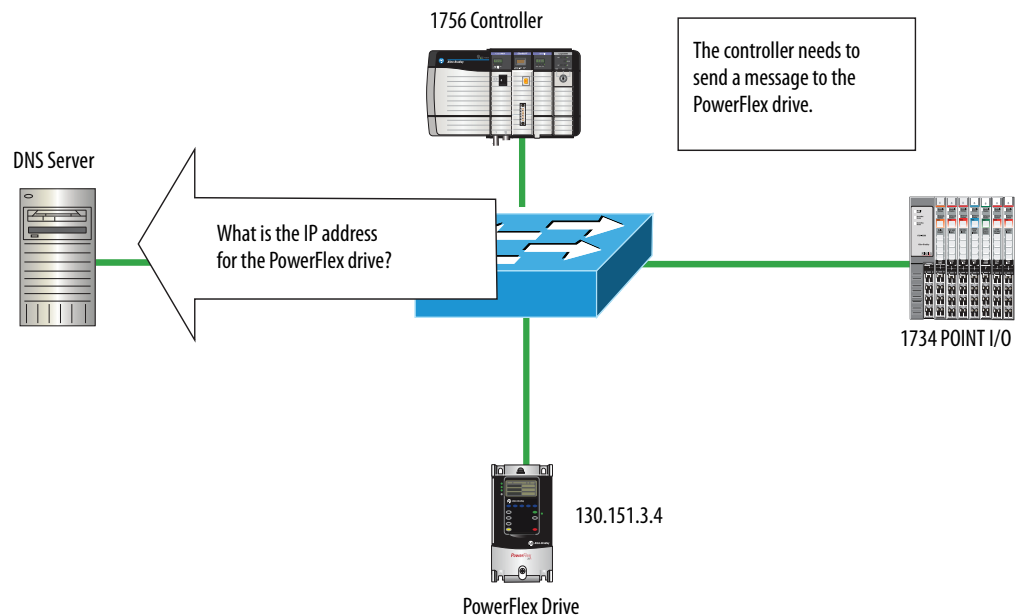 1756 Controller
The controller needs to
send a message to the
PowerFlex drive.
DNS Server
What is the IP address
for the PowerFlex drive?
1734 POINT I/O
130.151.3.4
PowerFlex
PowerFlex Drive